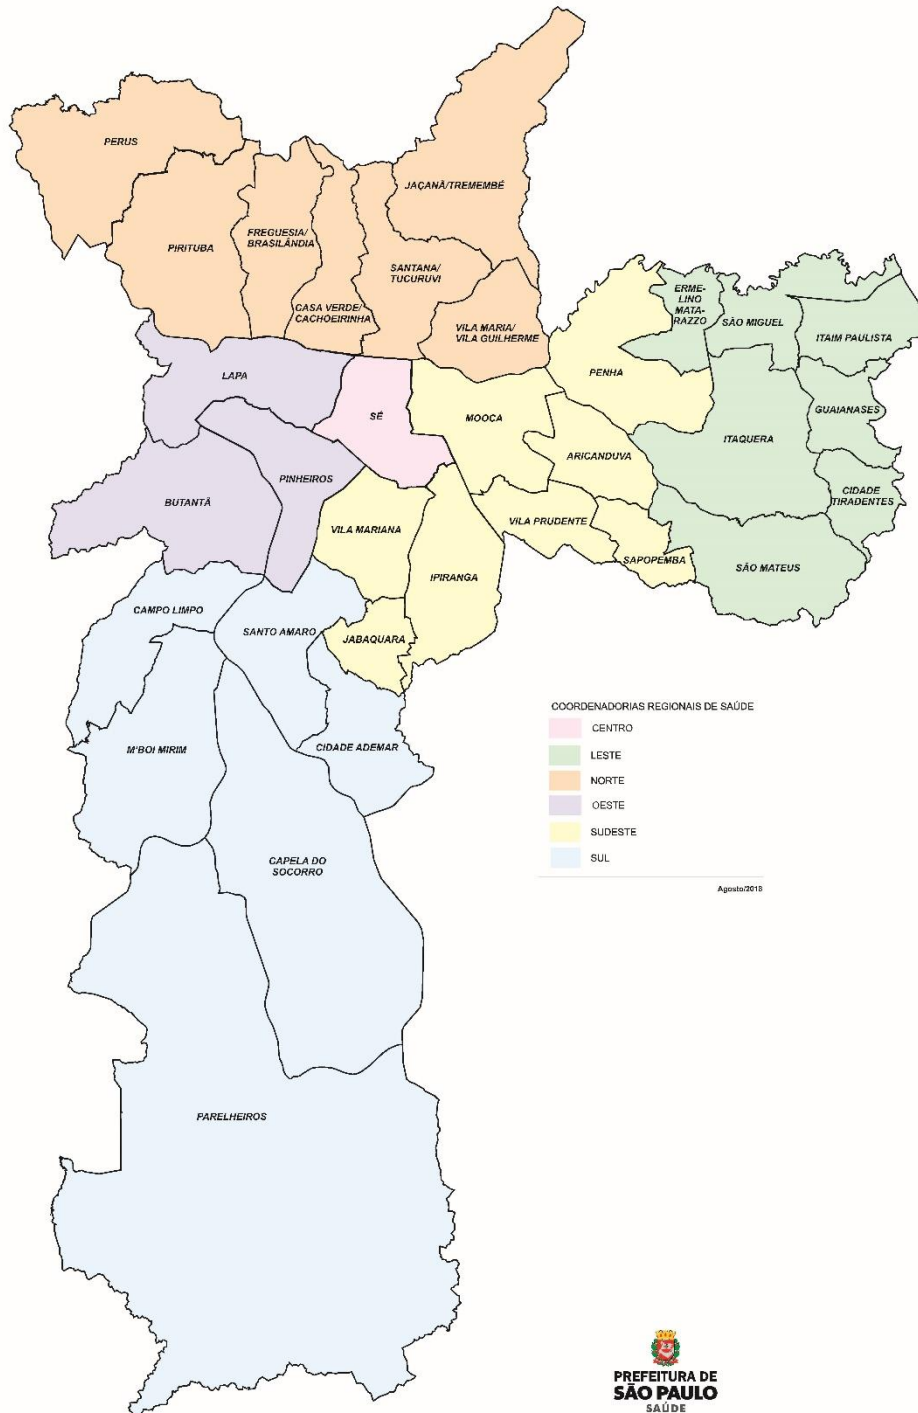 PERUS
JAÇANÃ/TREMEMBÉ
PIRITUBA
FREGUESIA/
BRASILÂNDIA
SANTANA/
TUCURUVI
CASA VERDE/
CACHOEIRINHA
VILA MARIA/
VILA GUILHERME
ERME-
LINO
MATA-
RAZZO
SÃO MIGUEL
ITAIM PAULISTA
LAPA
PENHA
SÉ
MOOCA
ITAQUERA
GUAIANASES
ARICANDUVA
PINHEIROS
BUTANTÃ
CIDADE
TIRADENTES
VILA MARIANA
VILA PRUDENTE
SAPOPEMBA
SÃO MATEUS
IPIRANGA
CAMPO LIMPO
SANTO AMARO
JABAQUARA
M'BOI MIRIM
CIDADE ADEMAR
CAPELA DO
SOCORRO
PARELHEIROS
COORDENADORIAS REGIONAIS DE SAÚDE
CENTRO
LESTE
NORTE
OESTE
SUDESTE
SUL
Agosto/2018
PREFEITURA DE
SÃO PAULO
SAÚDE